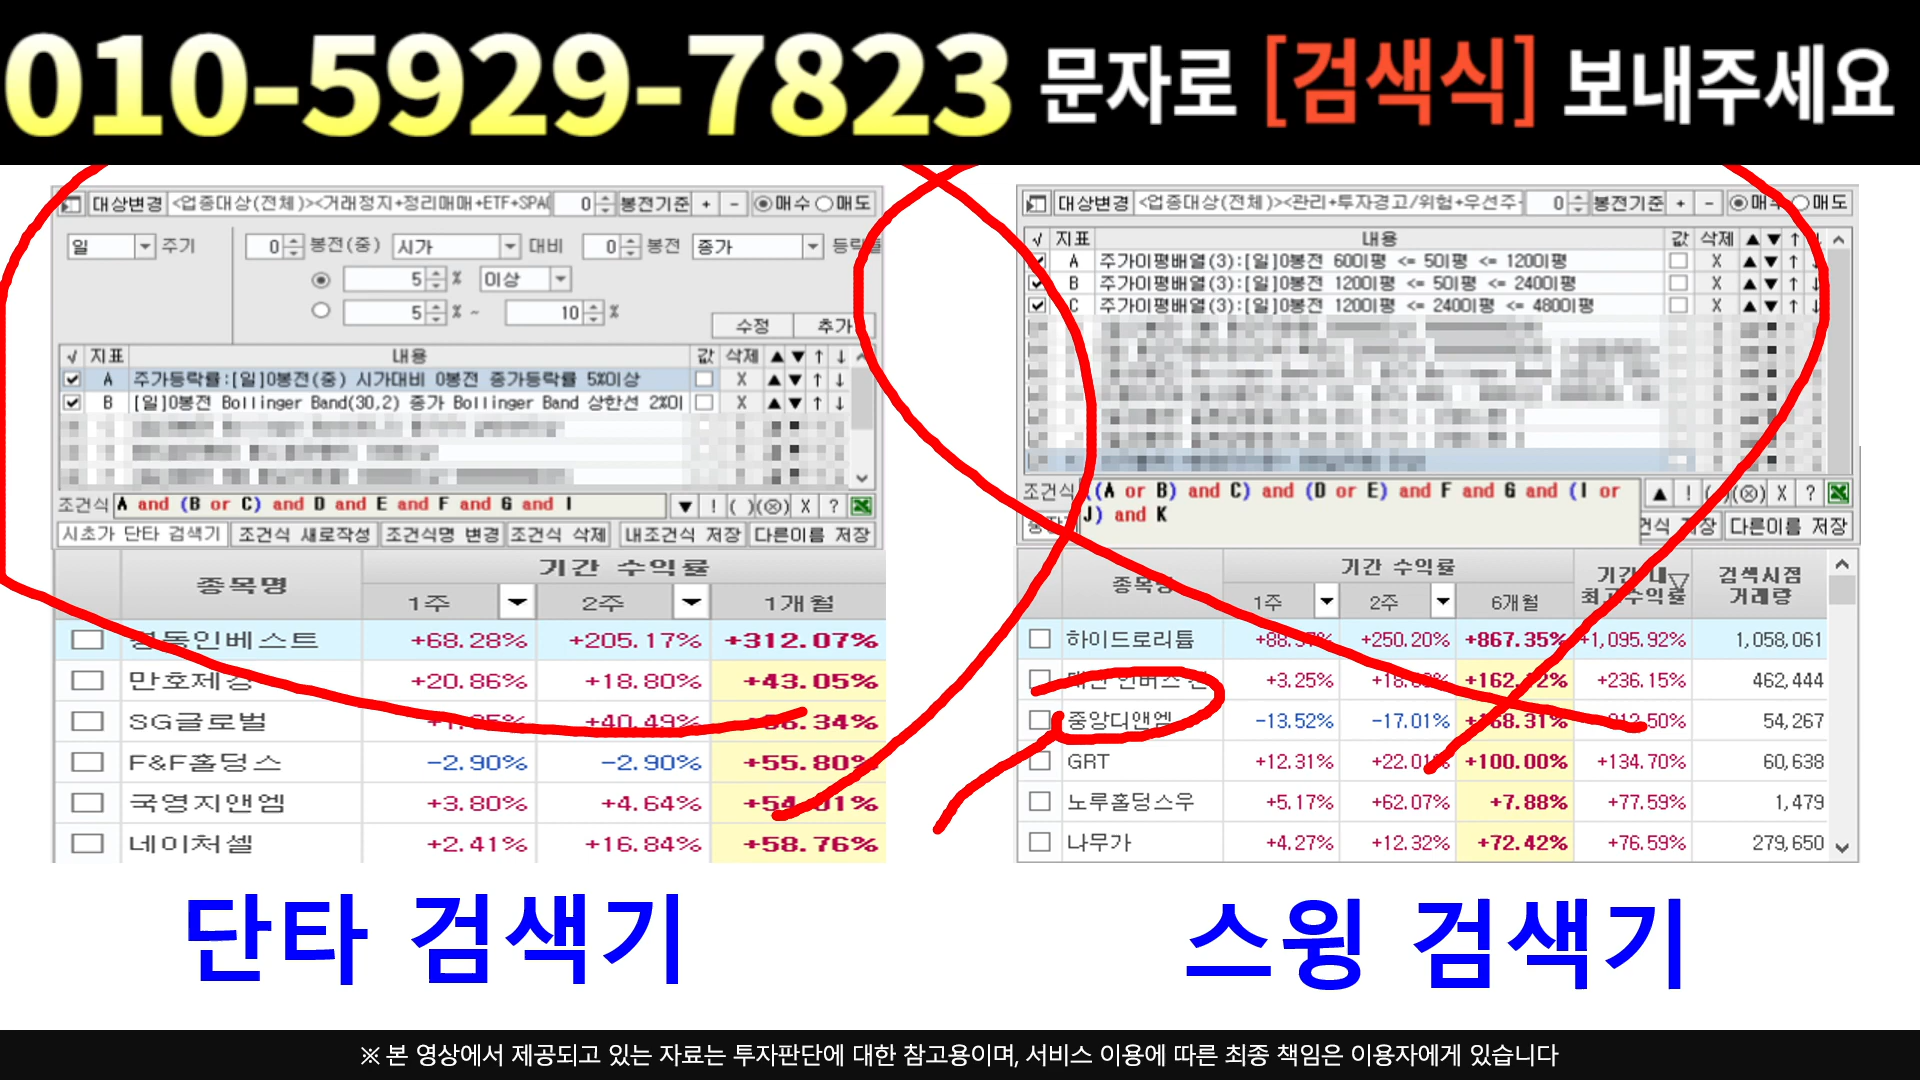 010-5929-7823 문자로 [검색식] 보내주세요
대상변경 <업종대상(전체)><거래정지+정리매매+ETF+SPA 0 봉전기준 + - 매수 매도
일 주기 0 봉전(중) 시가 대비 0 봉전 종가
5 % 이상
5 % ~ 10 %
수정 추가
√ 지표 내용 값 삭제 ▲ ▼ ↑ ↓
A 주가등락률:[일]0봉전(중) 시가대비 0봉전 종가등락률 5%이상 X ▲ ▼ ↑ ↓
B [일]0봉전 Bollinger Band(30,2) 종가 Bollinger Band 상한선 2%이 X ▲ ▼ ↑ ↓
조건식 A and (B or C) and D and E and F and G and I ▼ ! ( ) (⊗) X ?
시초가 단타 검색기 조건식 새로작성 조건식명 변경 조건식 삭제 내조건식 저장 다른이름 저장
종목명 기간 수익률
1주 2주 1개월
인베스트 +68.28% +205.17% +312.07%
만호제강 +20.86% +18.80% +43.05%
SG글로벌 +40.49%
F&F홀딩스 -2.90% -2.90% +55.80%
국영지앤엠 +3.80% +4.64%
네이처셀 +2.41% +16.84% +58.76%
단타 검색기
대상변경 <업종대상(전체)><관리+투자경고/위험+우선주+ 0 봉전기준 + - 매수 매도
√ 지표 내용 값 삭제 ▲ ▼ ↑
A 주가이평배열(3):[일]0봉전 60이평 <= 5이평 <= 120이평 X ▲ ▼ ↑
B 주가이평배열(3):[일]0봉전 120이평 <= 5이평 <= 240이평 X ▲ ▼ ↑ ↓
C 주가이평배열(3):[일]0봉전 120이평 <= 240이평 <= 480이평 X ▲ ▼ ↑ ↓
조건식 ((A or B) and C) and (D or E) and F and G and (I or ▲ ! (⊗) X ?
J) and K
저장 다른이름 저장
종목명 기간 수익률 기간 내 검색시점
1주 2주 6개월 최고수익률 거래량
하이드로리튬 +250.20% +867.35% +1,095.92% 1,058,061
+3.25% +236.15% 462,444
중앙디앤엠 -13.52% -17.01% 54,267
GRT +12.31% +100.00% +134.70% 60,638
노루홀딩스우 +5.17% +62.07% +7.88% +77.59% 1,479
나무가 +4.27% +12.32% +72.42% +76.59% 279,650
스윙 검색기
※ 본 영상에서 제공되고 있는 자료는 투자판단에 대한 참고용이며, 서비스 이용에 따른 최종 책임은 이용자에게 있습니다